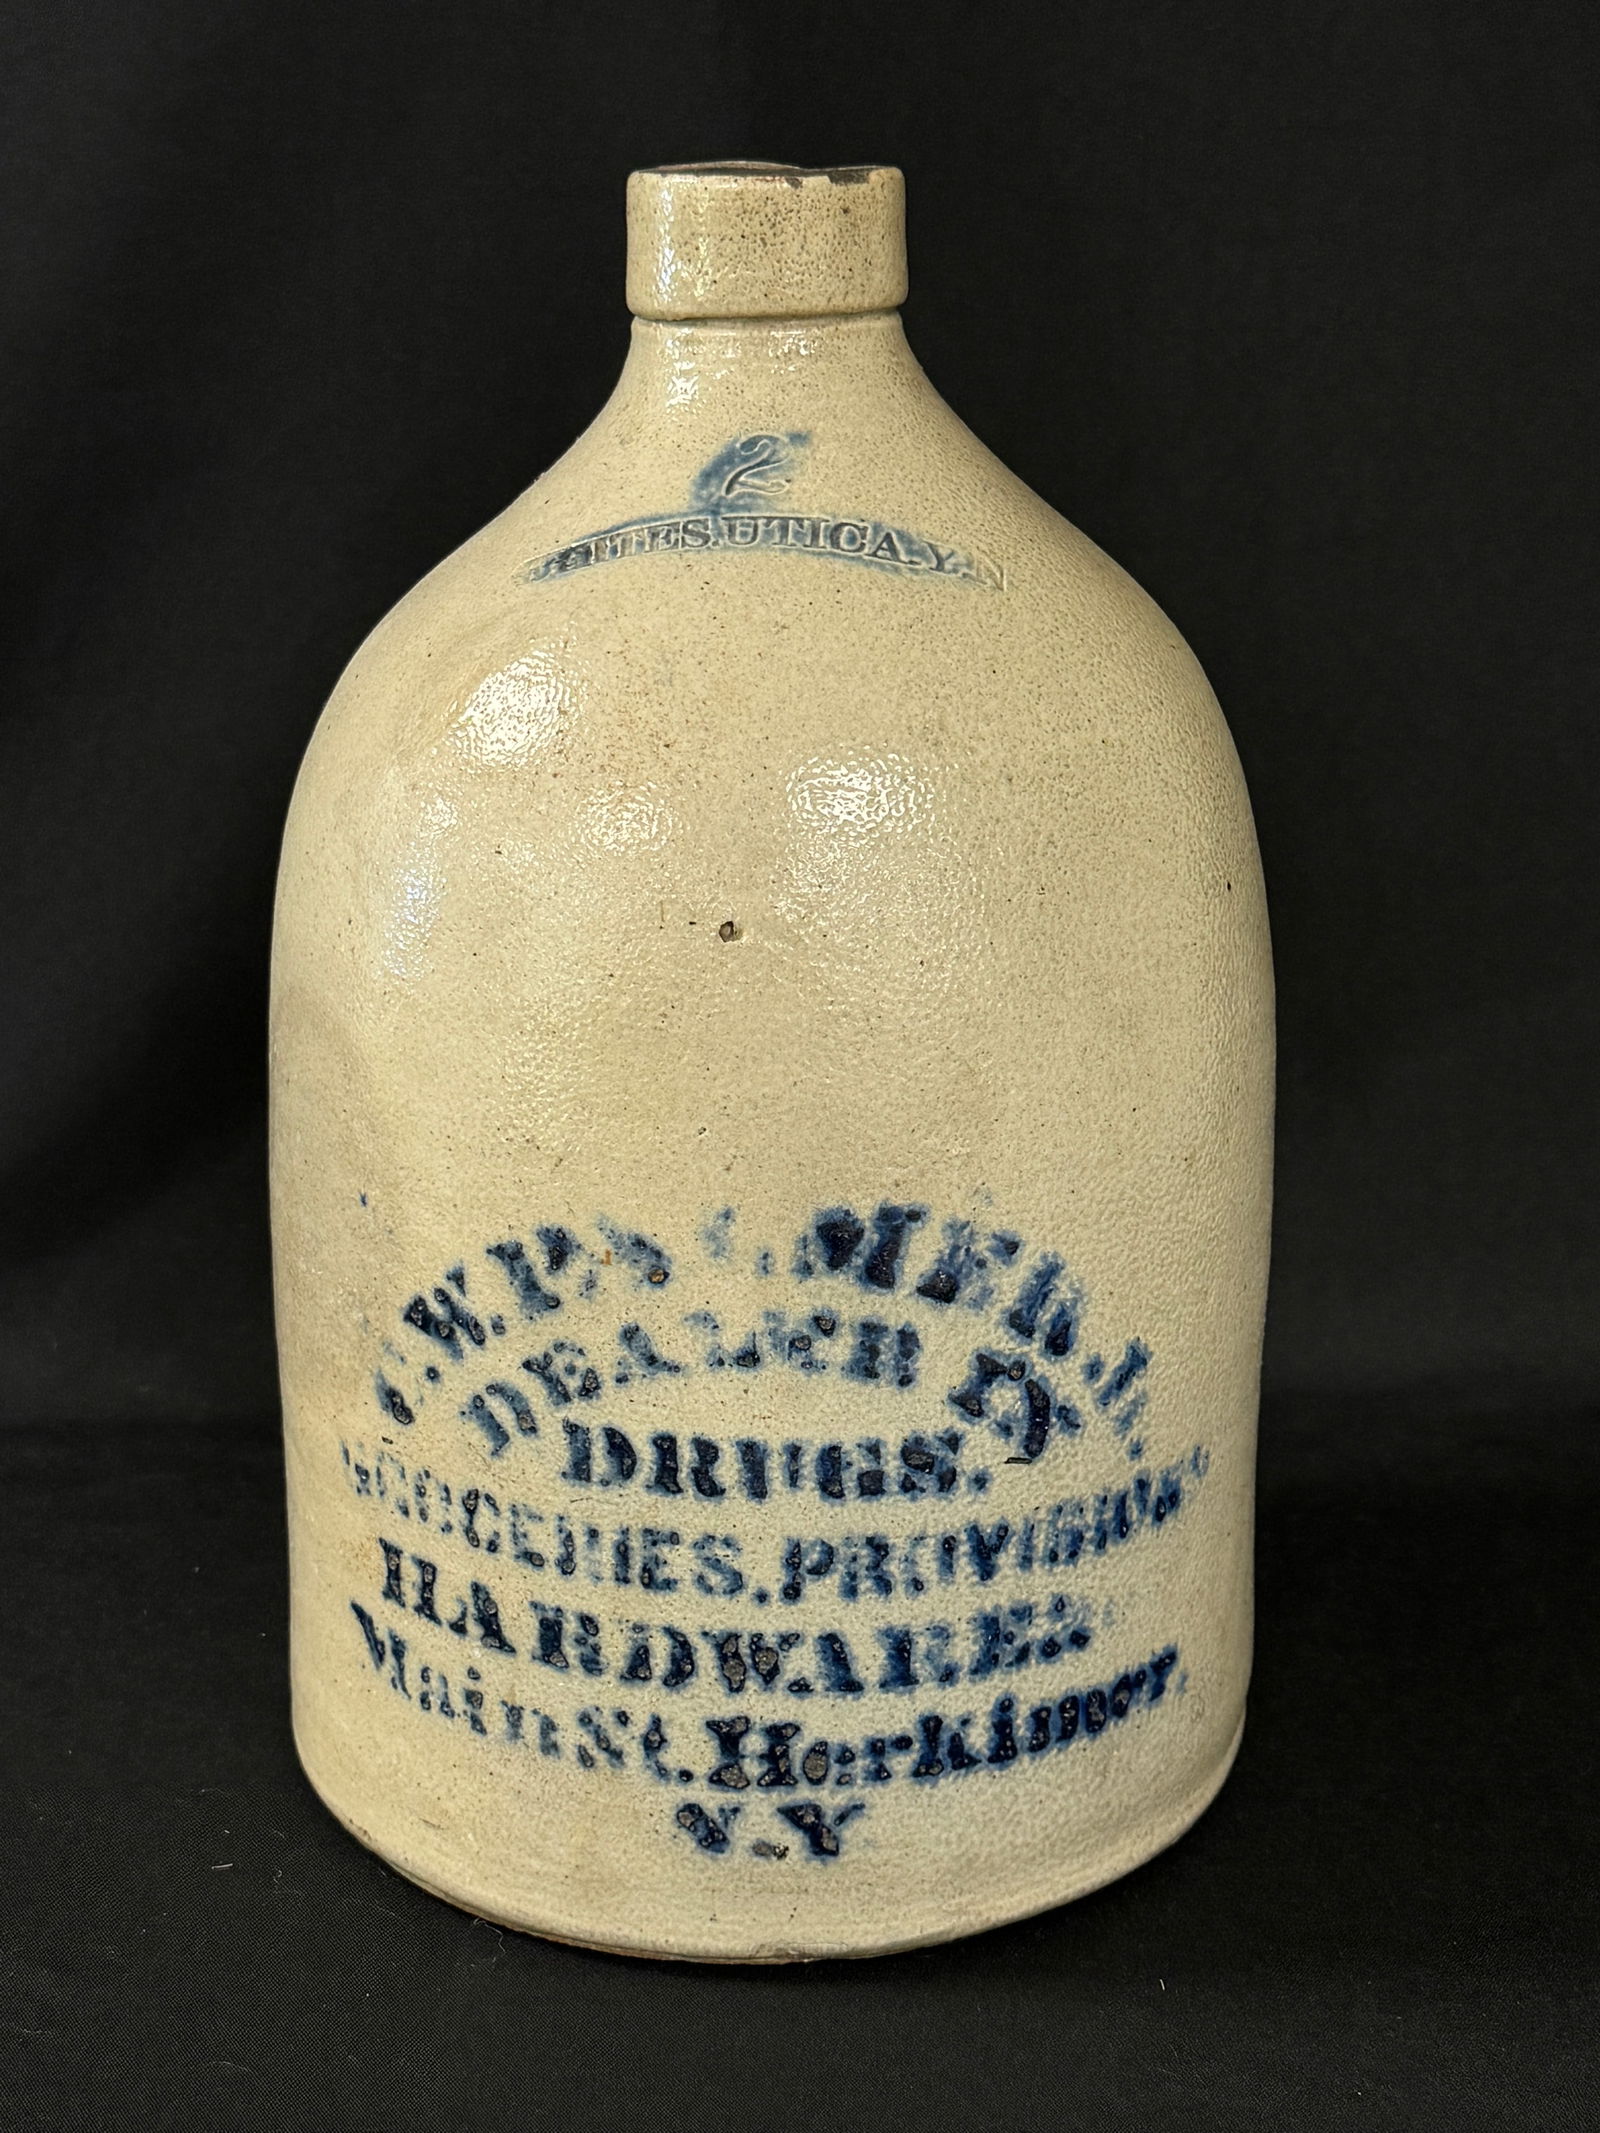 2
WHITES.UTICA.Y.N
DEALER IN
DRUGS.
GROCERIES.PROVISIONS
HARDWARE&
Main St.Herkimer.
N.Y